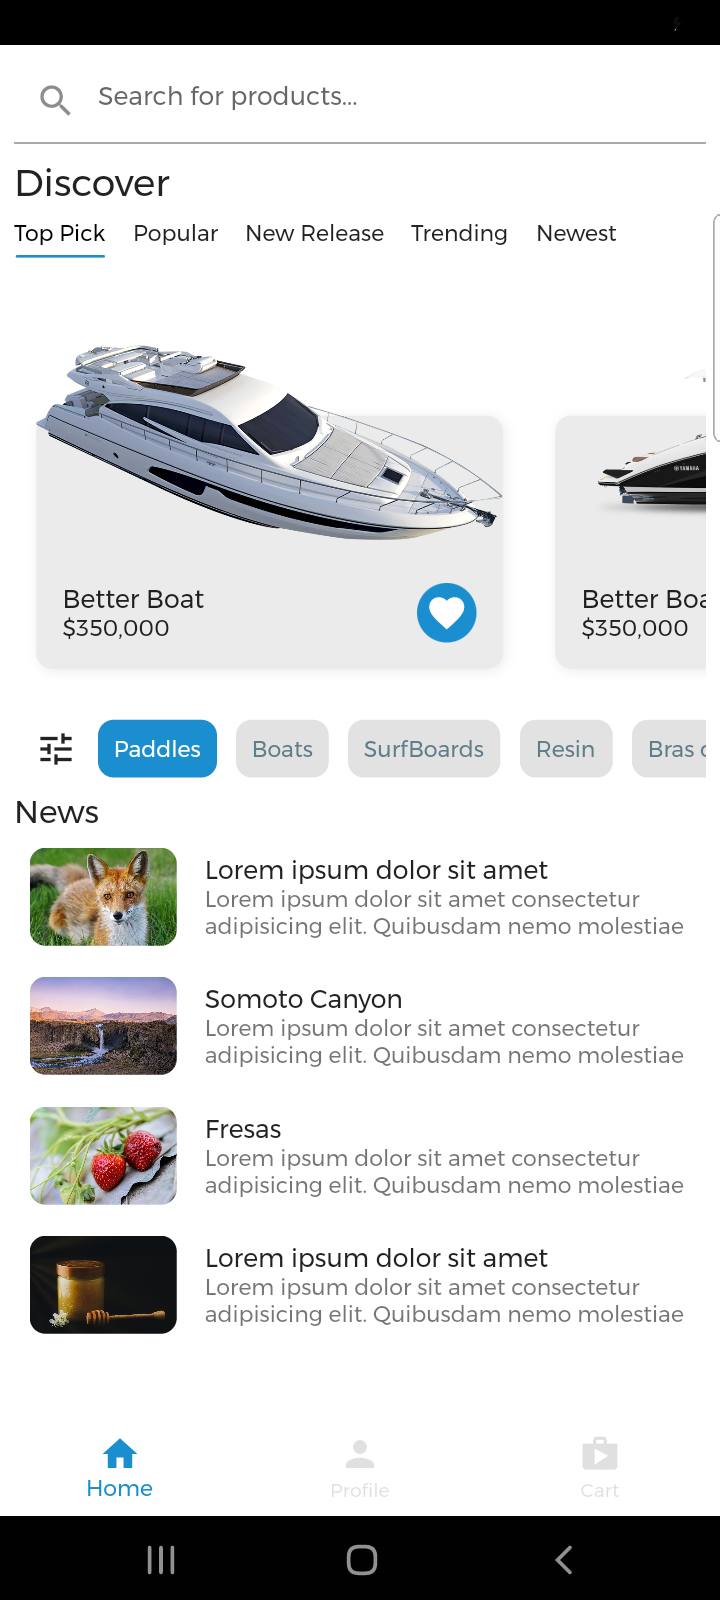 Search for products...
Discover
Top Pick Popular New Release Trending Newest
YAMAHA
Better Boat
$350,000
Better Boa
$350,000
Paddles Boats SurfBoards Resin Bras
News
Lorem ipsum dolor sit amet
Lorem ipsum dolor sit amet consectetur
adipisicing elit. Quibusdam nemo molestiae
Somoto Canyon
Lorem ipsum dolor sit amet consectetur
adipisicing elit. Quibusdam nemo molestiae
Fresas
Lorem ipsum dolor sit amet consectetur
adipisicing elit. Quibusdam nemo molestiae
Lorem ipsum dolor sit amet
Lorem ipsum dolor sit amet consectetur
adipisicing elit. Quibusdam nemo molestiae
Home Profile Cart